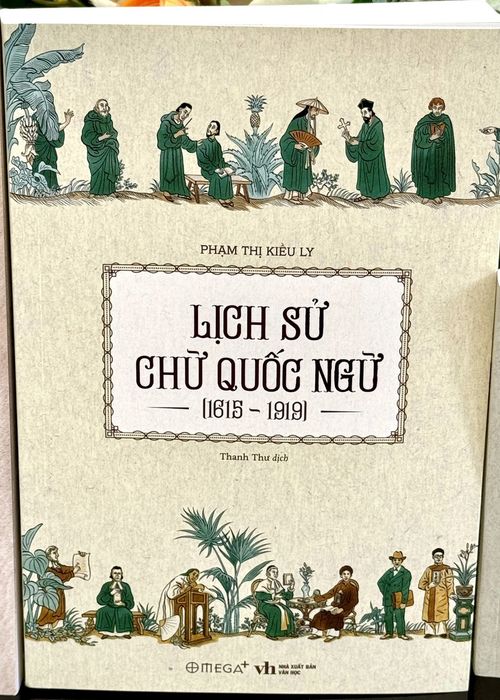 PHẠM THỊ KIỀU LY
LỊCH SỬ
CHỮ QUỐC NGỮ
(1615 – 1919)
Thanh Thư dịch
OMEGA+
vh NHÀ XUẤT BẢN
VĂN HỌC